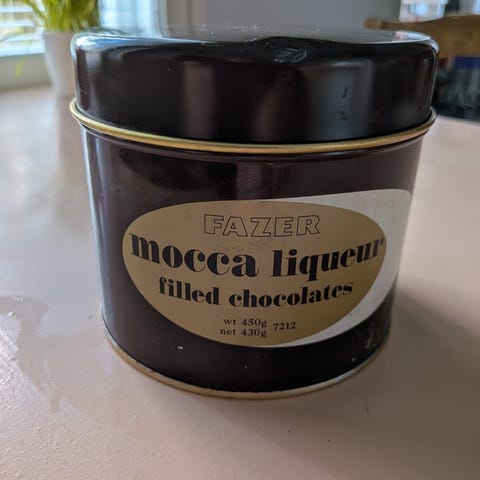 FAZER
mocca liqueur
filled chocolates
wt 450g 7212
net 430g